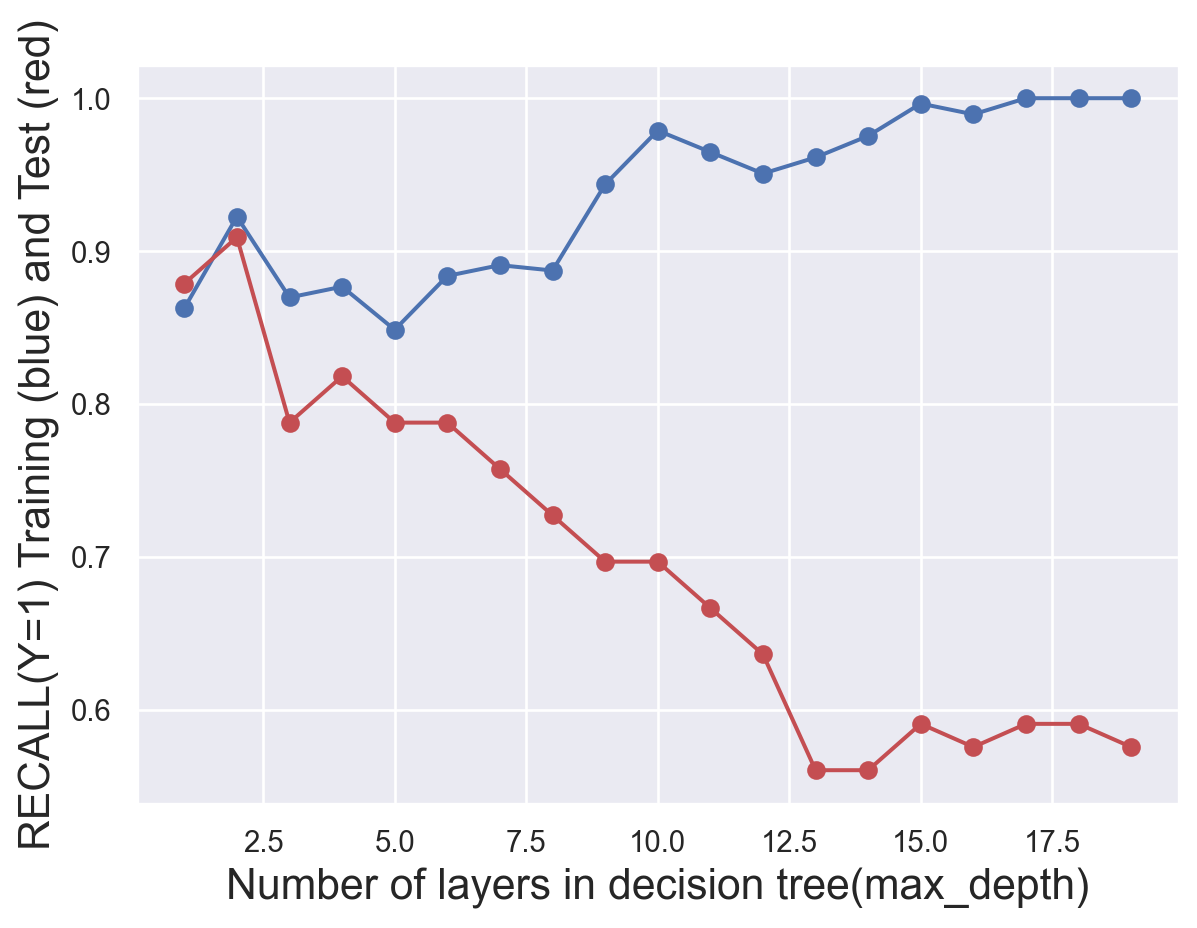 RECALL(Y=1) Training (blue) and Test (red)
1.0
0.9
0.8
0.7
0.6
2.5 5.0 7.5 10.0 12.5 15.0 17.5
Number of layers in decision tree(max_depth)